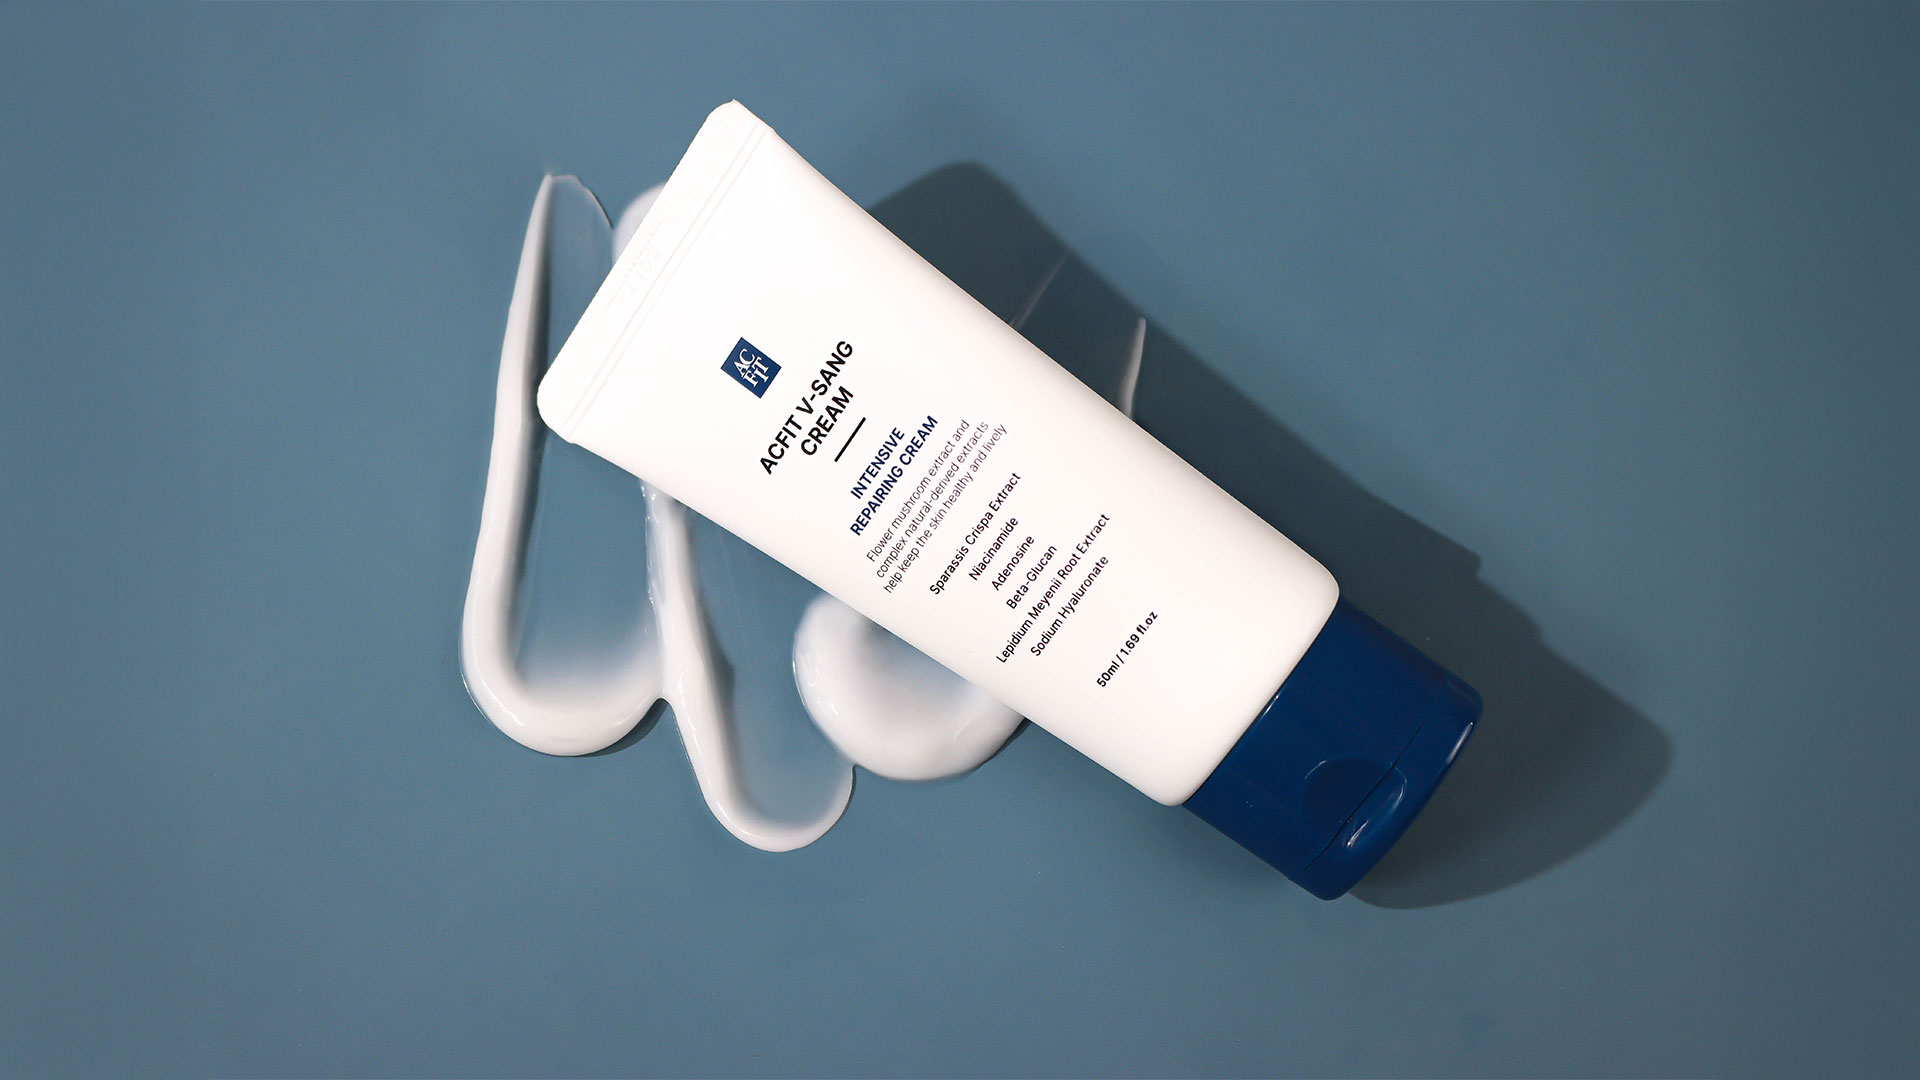 AC
FIT
ACFIT V-SANG
CREAM
INTENSIVE
REPAIRING CREAM
Flower mushroom extract and
complex natural-derived extracts
help keep the skin healthy and lively
Sparassis Crispa Extract
Niacinamide
Adenosine
Beta-Glucan
Lepidium Meyenii Root Extract
Sodium Hyaluronate
50ml / 1.69 fl.oz